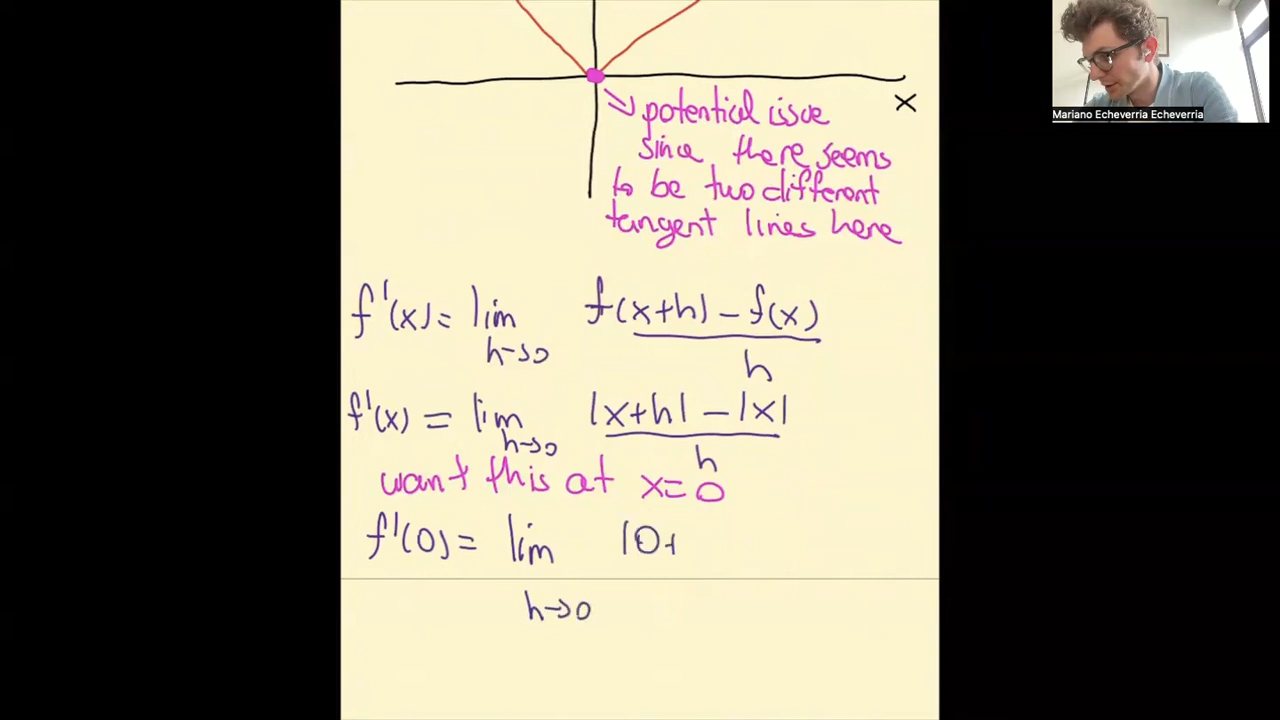 Mariano Echeverria Echeverria
x
potential issue
since there seems
to be two different
tangent lines here
f'(x) = lim h→0 f(x+h) - f(x) / h
f'(x) = lim h→0 |x+h| - |x| / h
want this at x=0
f'(0) = lim h→0 |0+